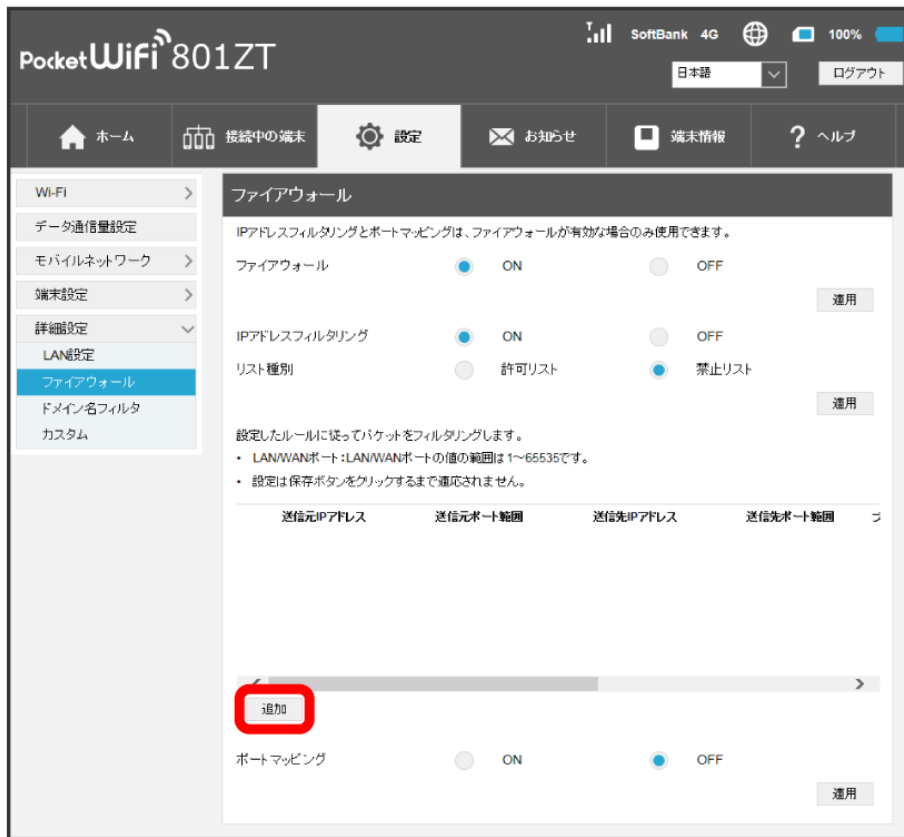 SoftBank 4G 100%
Pocket WiFi 801ZT
日本語 ログアウト
ホーム 接続中の端末 設定 お知らせ 端末情報 ? ヘルプ
Wi-Fi
データ通信量設定
モバイルネットワーク
端末設定
詳細設定
LAN設定
ファイアウォール
ドメイン名フィルタ
カスタム
ファイアウォール
IPアドレスフィルタリングとポートマッピングは、ファイアウォールが有効な場合のみ使用できます。
ファイアウォール ON OFF
適用
IPアドレスフィルタリング ON OFF
リスト種別 許可リスト 禁止リスト
適用
設定したルールに従ってパケットをフィルタリングします。
• LAN/WANポート:LAN/WANポートの値の範囲は1~65535です。
• 設定は保存ボタンをクリックするまで適応されません。
送信元IPアドレス 送信元ポート範囲 送信先IPアドレス 送信先ポート範囲
追加
ポートマッピング ON OFF
適用